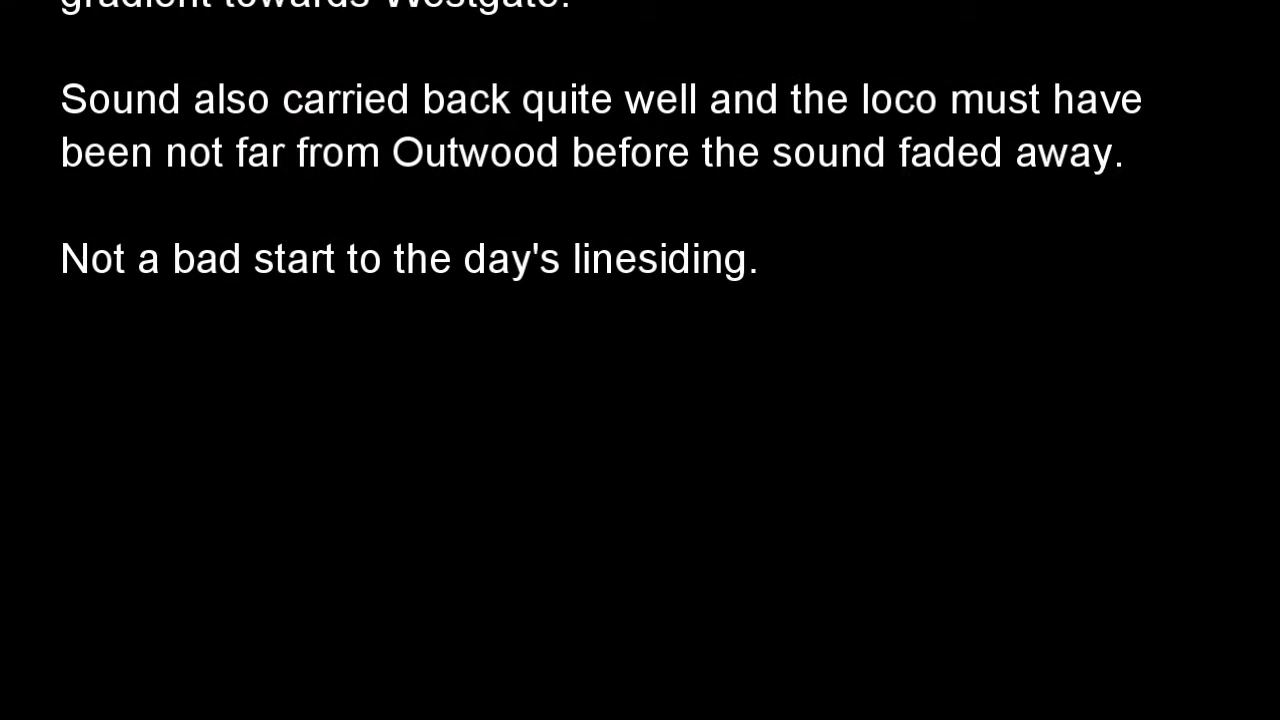 gradient towards Westgate.
Sound also carried back quite well and the loco must have
been not far from Outwood before the sound faded away.
Not a bad start to the day's linesiding.